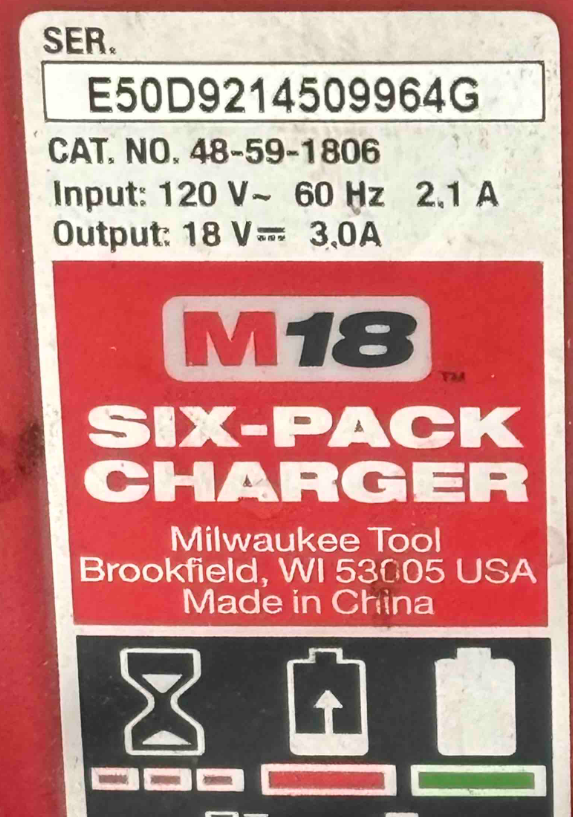 SER.
E50D9214509964G
CAT. NO. 48-59-1806
Input: 120 V~ 60 Hz 2.1 A
Output: 18 V⎓ 3.0A
M18™
SIX-PACK
CHARGER
Milwaukee Tool
Brookfield, WI 53005 USA
Made in China